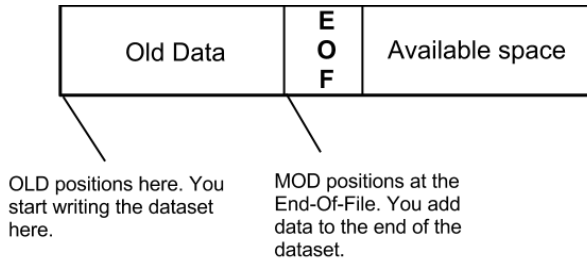 Old Data
E
O
F
Available space
OLD positions here. You
start writing the dataset
here.
MOD positions at the
End-Of-File. You add
data to the end of the
dataset.